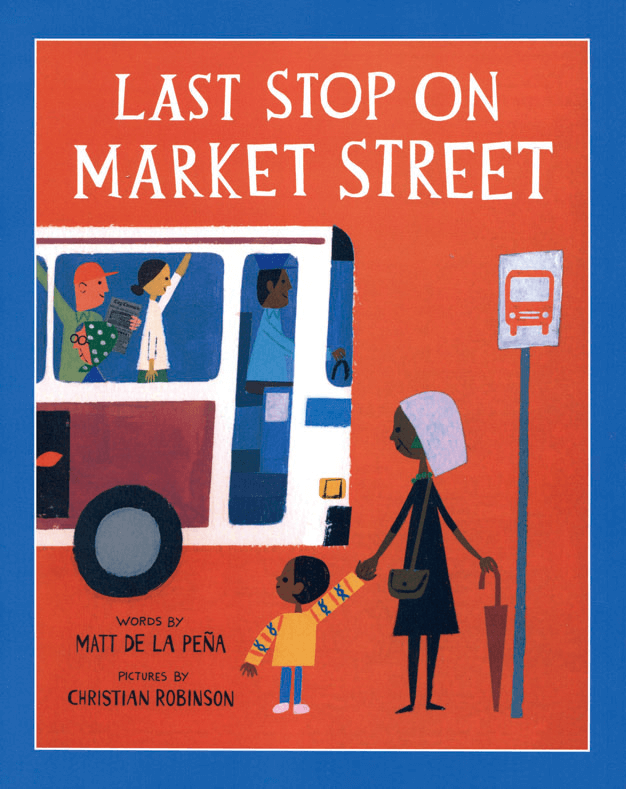 LAST STOP ON
MARKET STREET
WORDS BY
MATT DE LA PEÑA
PICTURES BY
CHRISTIAN ROBINSON